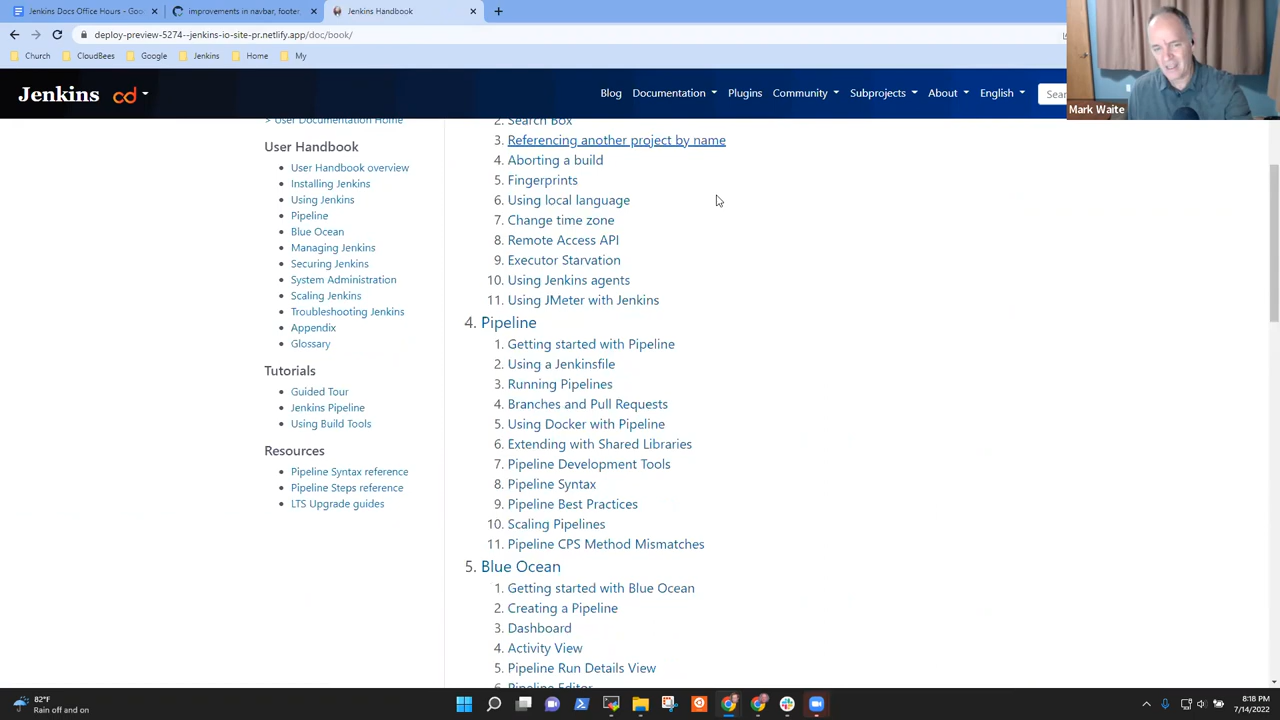 Jenkins Docs Office Hours - Goo
improvements in navbar, footer,
Jenkins Handbook
deploy-preview-5274--jenkins-io-site-pr.netlify.app/doc/book/
Church
CloudBees
Google
Jenkins
Home
My
Mark Waite
Jenkins
cd
Blog
Documentation
Plugins
Community
Subprojects
About
English
Sear
> User Documentation Home
User Handbook
User Handbook overview
Installing Jenkins
Using Jenkins
Pipeline
Blue Ocean
Managing Jenkins
Securing Jenkins
System Administration
Scaling Jenkins
Troubleshooting Jenkins
Appendix
Glossary
Tutorials
Guided Tour
Jenkins Pipeline
Using Build Tools
Resources
Pipeline Syntax reference
Pipeline Steps reference
LTS Upgrade guides
2. Search Box
3. Referencing another project by name
4. Aborting a build
5. Fingerprints
6. Using local language
7. Change time zone
8. Remote Access API
9. Executor Starvation
10. Using Jenkins agents
11. Using JMeter with Jenkins
4. Pipeline
1. Getting started with Pipeline
2. Using a Jenkinsfile
3. Running Pipelines
4. Branches and Pull Requests
5. Using Docker with Pipeline
6. Extending with Shared Libraries
7. Pipeline Development Tools
8. Pipeline Syntax
9. Pipeline Best Practices
10. Scaling Pipelines
11. Pipeline CPS Method Mismatches
5. Blue Ocean
1. Getting started with Blue Ocean
2. Creating a Pipeline
3. Dashboard
4. Activity View
5. Pipeline Run Details View
6. Pipeline Editor
82°F
Rain off and on
8:18 PM
7/14/2022